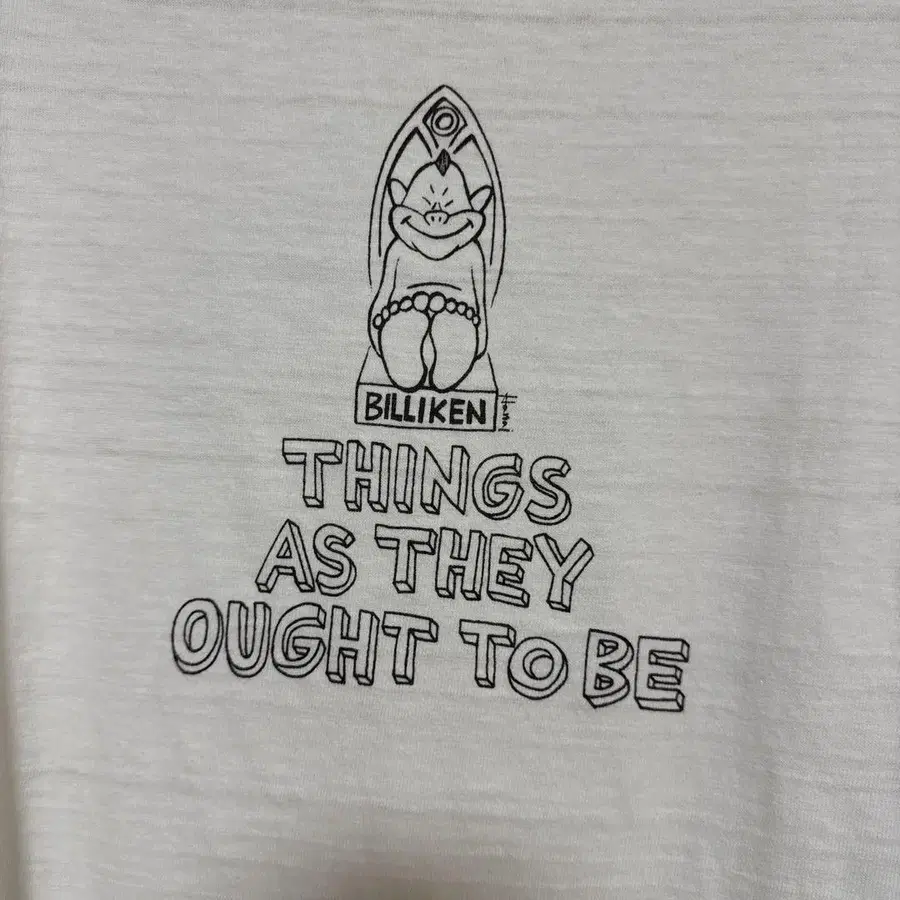 BILLIKEN
THINGS
AS THEY
OUGHT TO BE